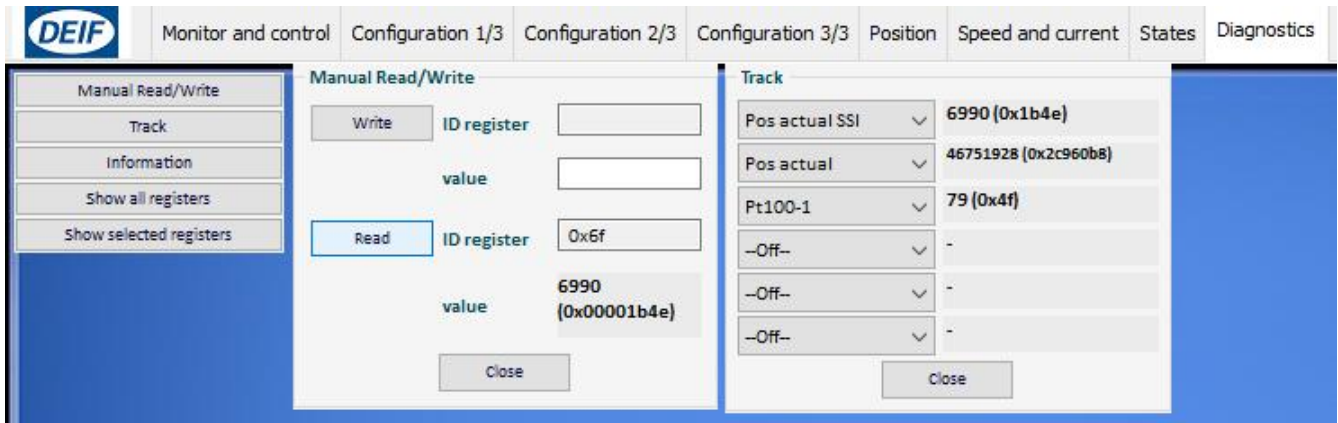 DEIF
Monitor and control Configuration 1/3 Configuration 2/3 Configuration 3/3 Position Speed and current States Diagnostics
Manual Read/Write
Track
Information
Show all registers
Show selected registers
Manual Read/Write
Write ID register
value
Read ID register 0x6f
value 6990
(0x00001b4e)
Close
Track
Pos actual SSI 6990 (0x1b4e)
Pos actual 46751928 (0x2c960b8)
Pt100-1 79 (0x4f)
--Off-- -
--Off-- -
--Off-- -
Close